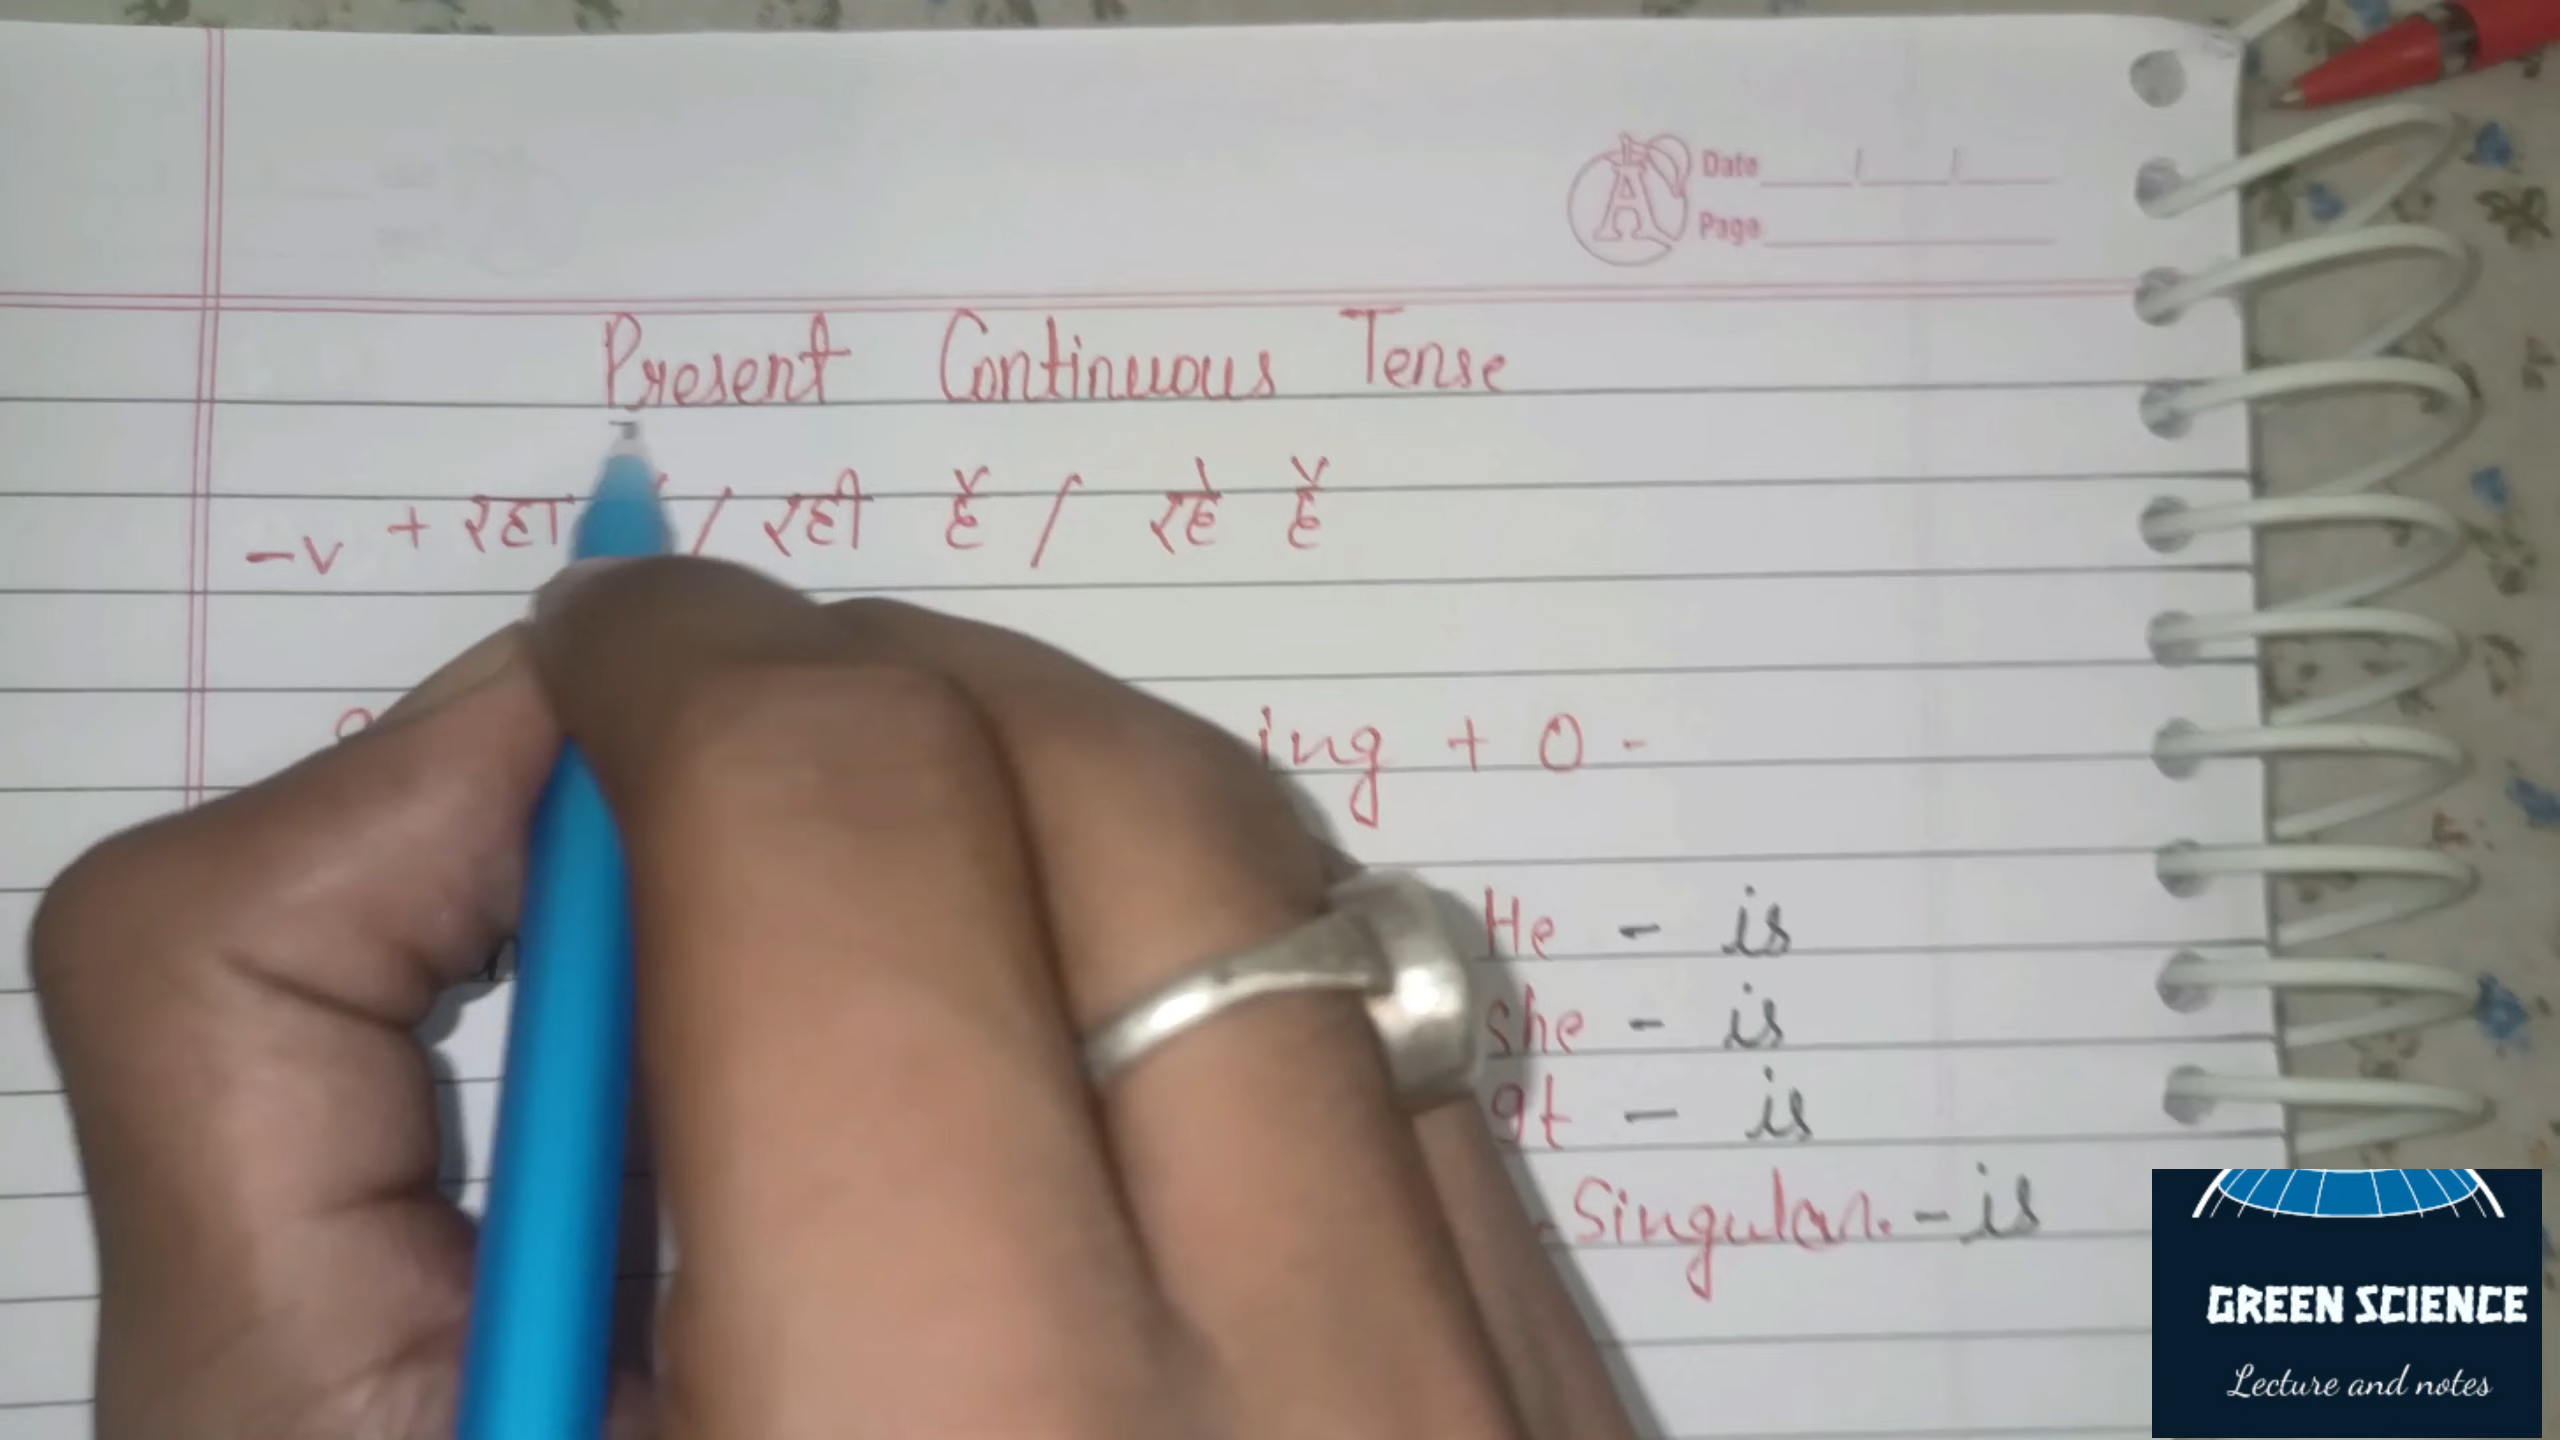 Date
Page
Present Continuous Tense
-v + रहा / रही हैं / रहे हैं
ing + O -
He - is
She - is
It - is
Singular. - is
GREEN SCIENCE
Lecture and notes